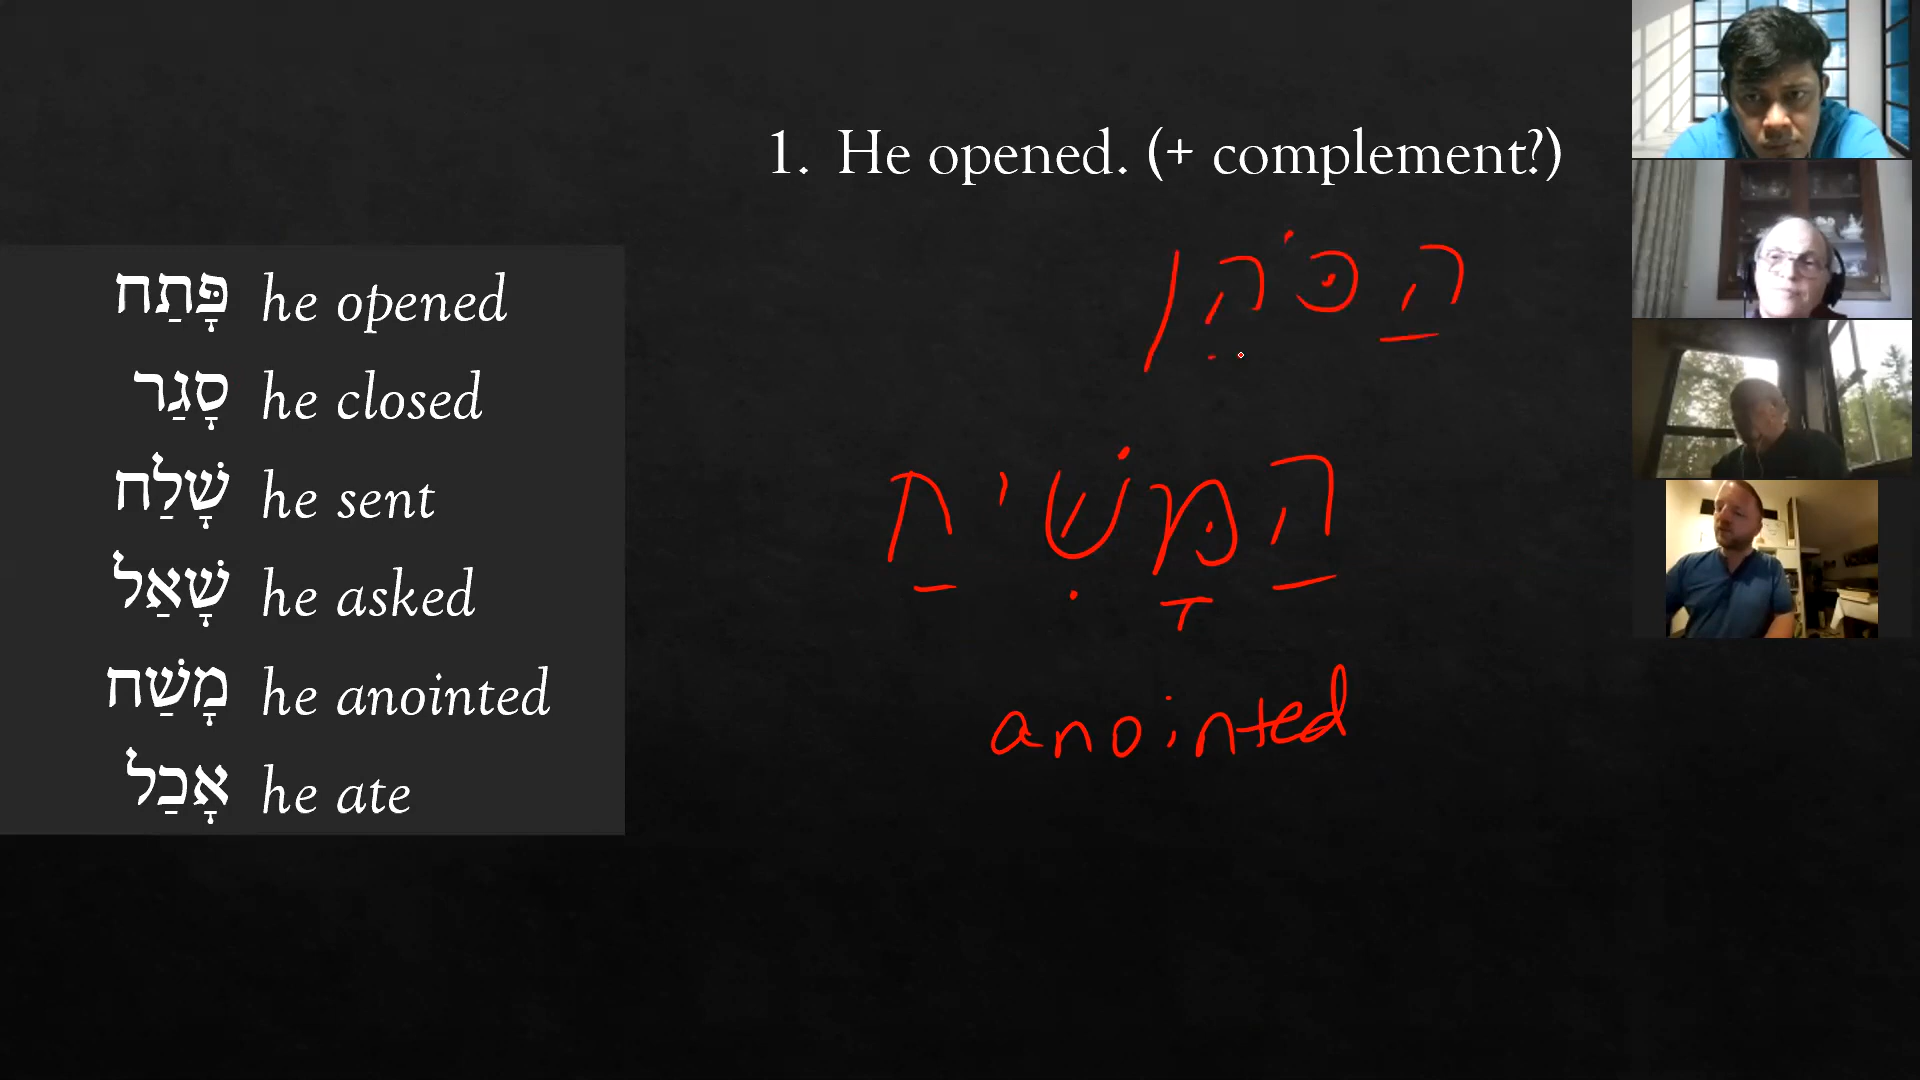 1. He opened. (+ complement?)
הַכֹּהֵן
הַמָּשִׁיחַ
anointed
פָּתַח he opened
סָגַר he closed
שָׁלַח he sent
שָׁאַל he asked
מָשַׁח he anointed
אָכַל he ate